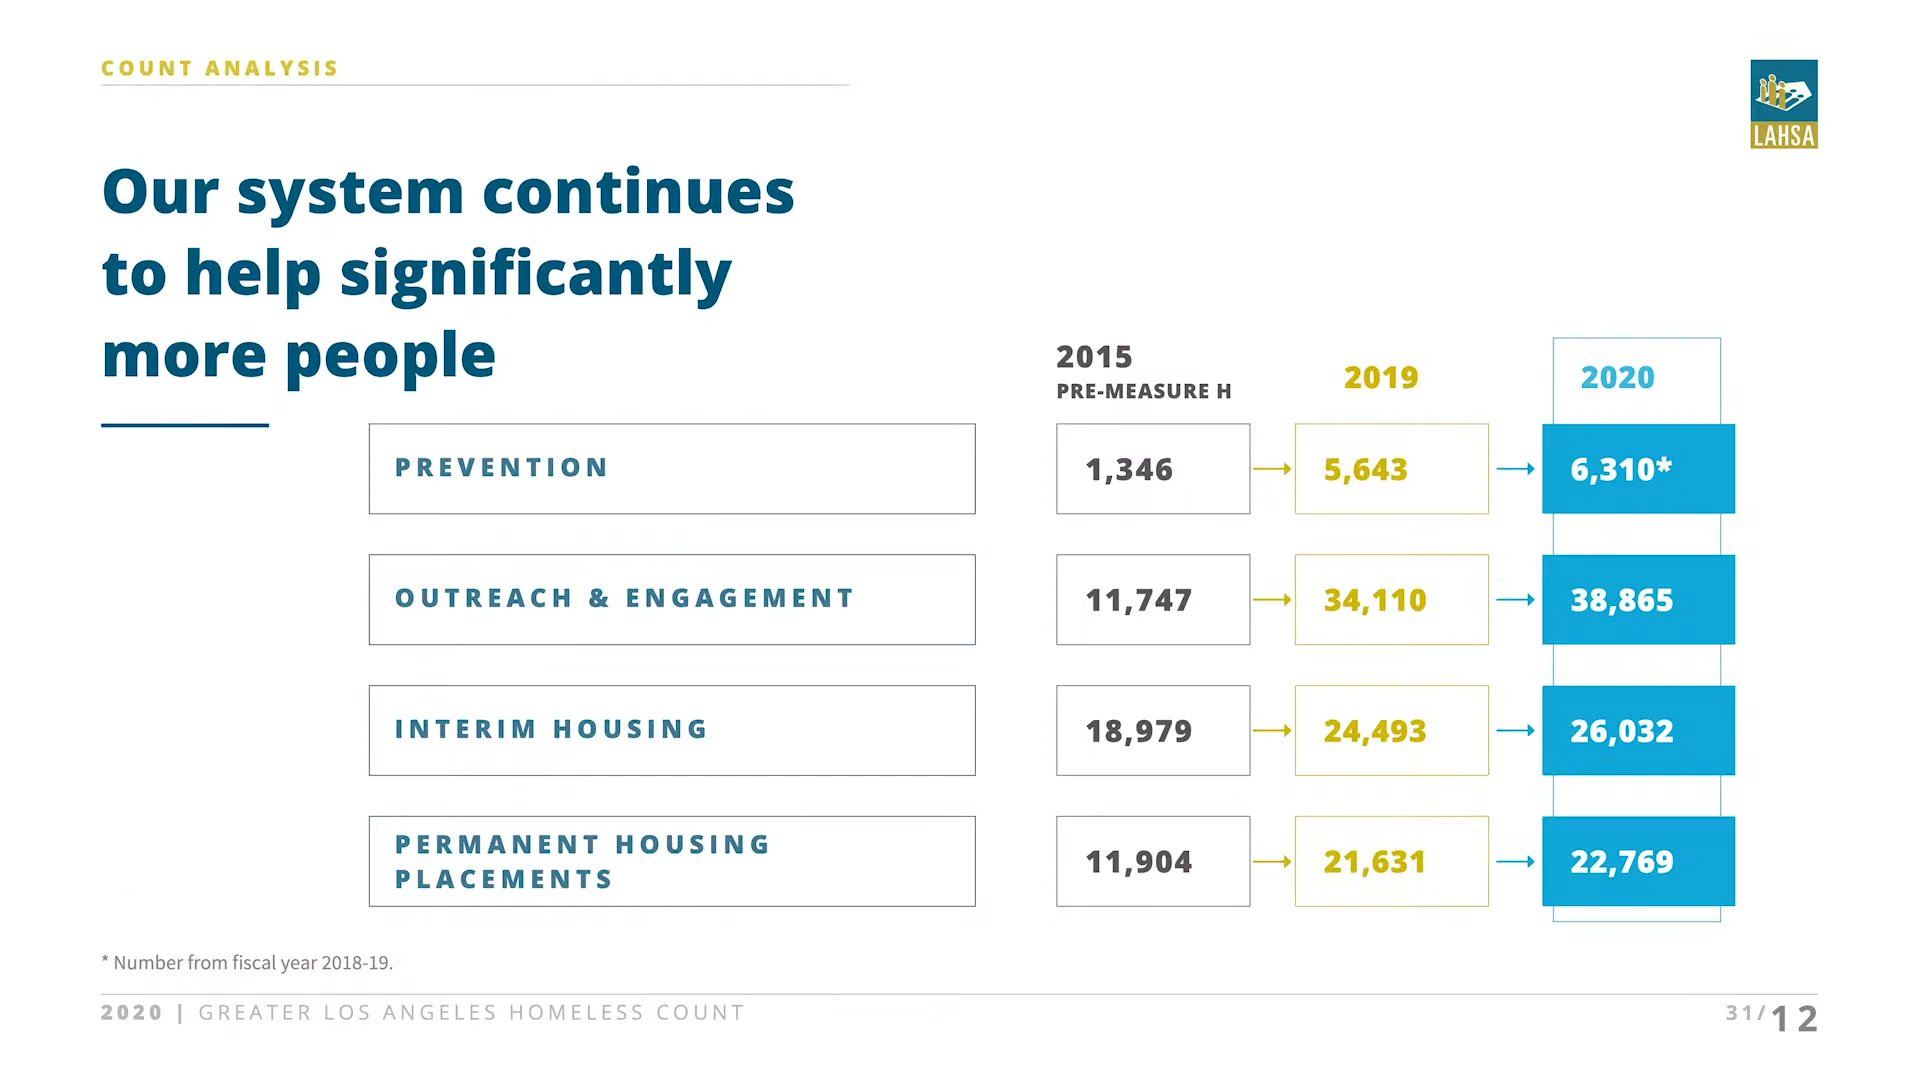 COUNT ANALYSIS
LAHSA
Our system continues
to help significantly
more people
2015
PRE-MEASURE H
2019
2020
PREVENTION
1,346
5,643
6,310*
OUTREACH & ENGAGEMENT
11,747
34,110
38,865
INTERIM HOUSING
18,979
24,493
26,032
PERMANENT HOUSING
PLACEMENTS
11,904
21,631
22,769
* Number from fiscal year 2018-19.
2020 | GREATER LOS ANGELES HOMELESS COUNT
31/12